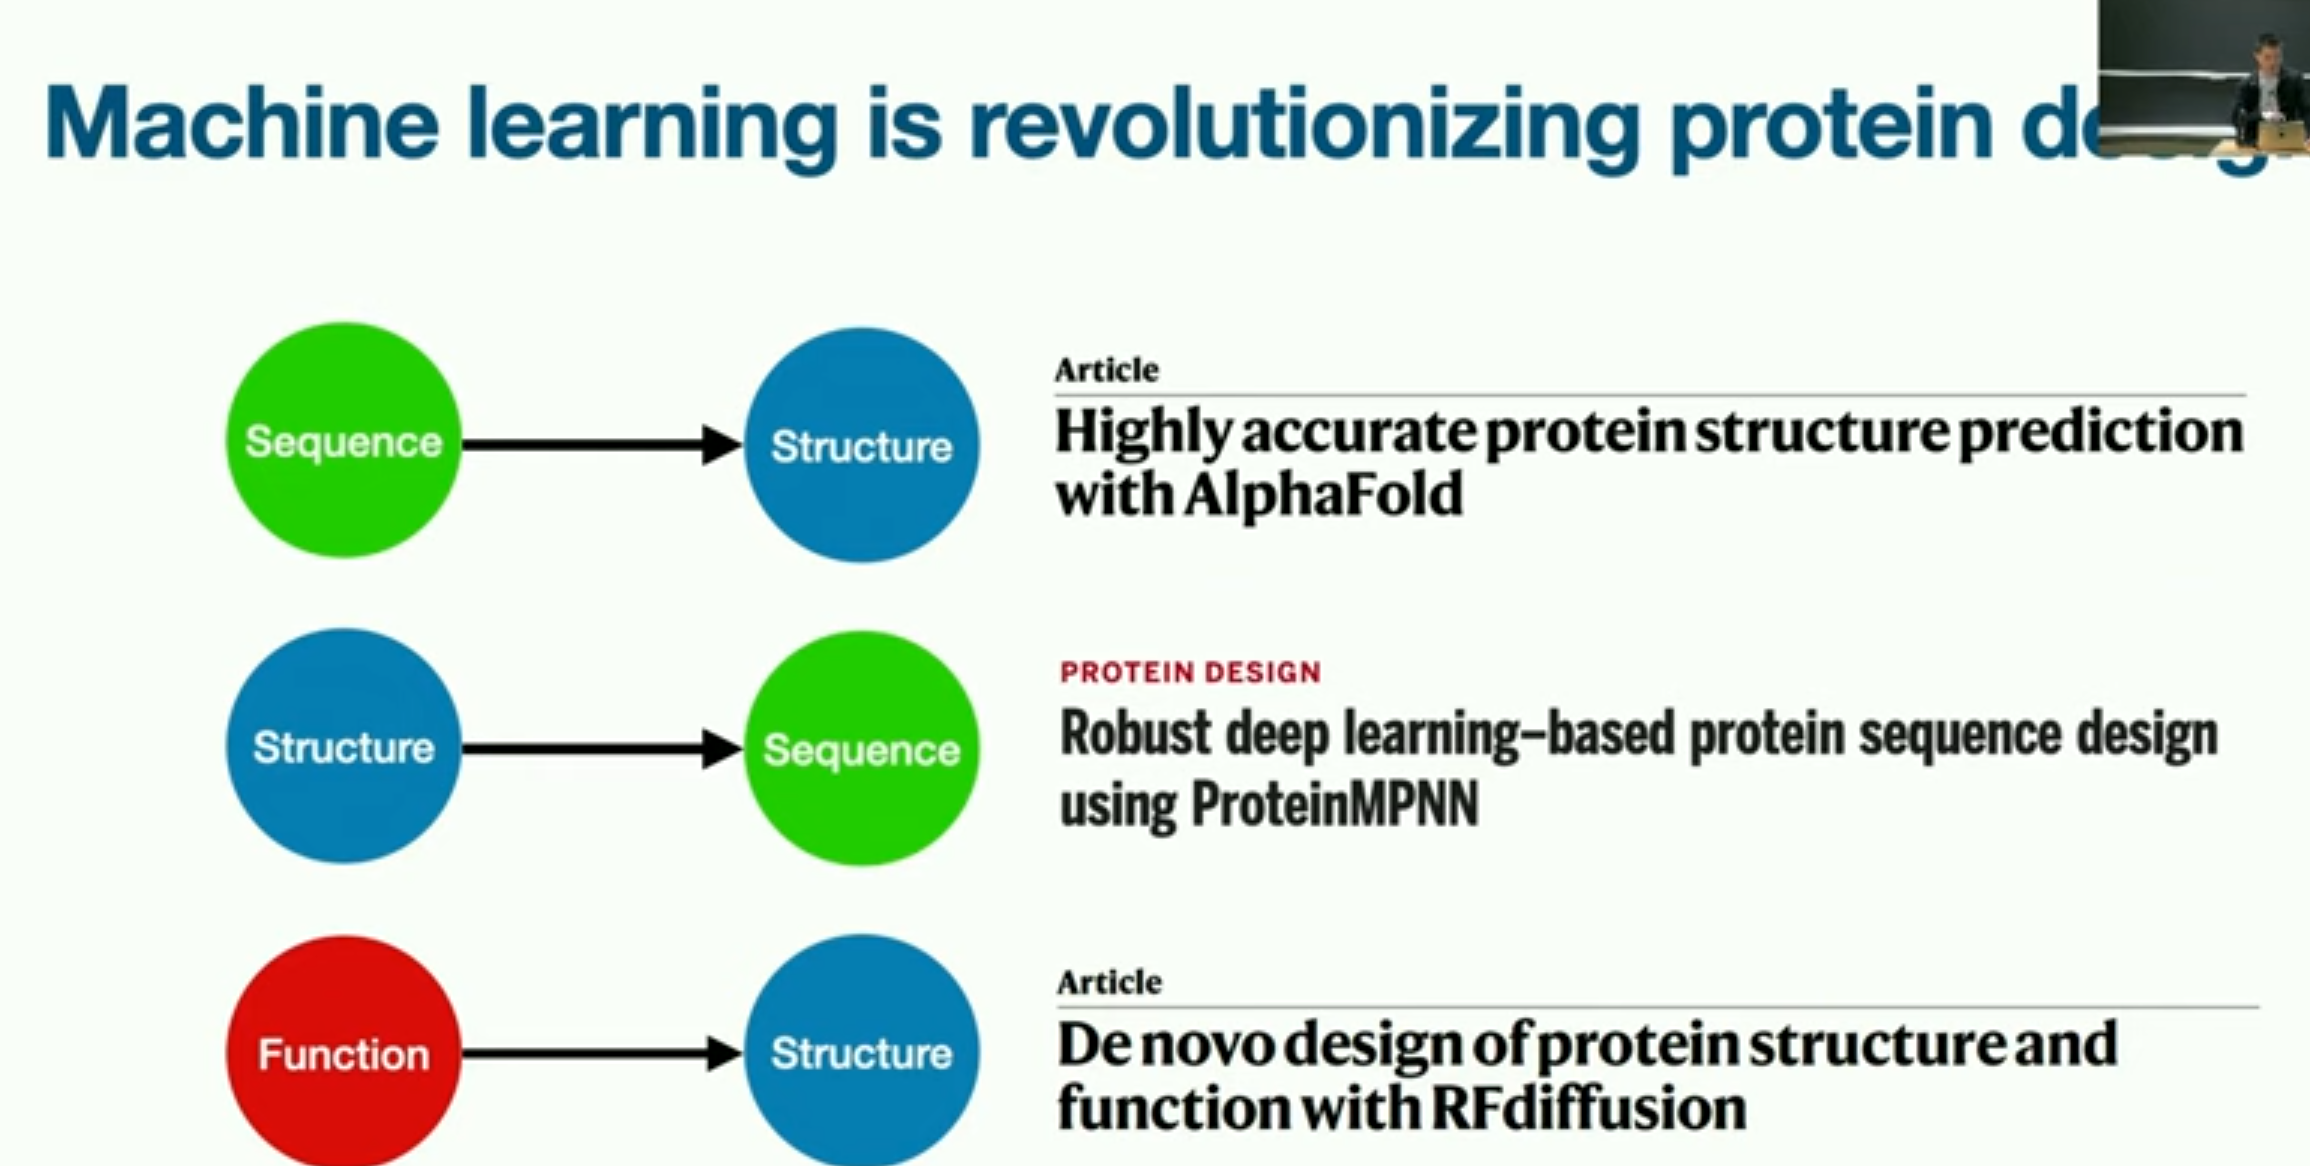 Machine learning is revolutionizing protein
Sequence
Structure
Article
Highly accurate protein structure prediction
with AlphaFold
Structure
Sequence
PROTEIN DESIGN
Robust deep learning–based protein sequence design
using ProteinMPNN
Function
Structure
Article
De novo design of protein structure and
function with RFdiffusion